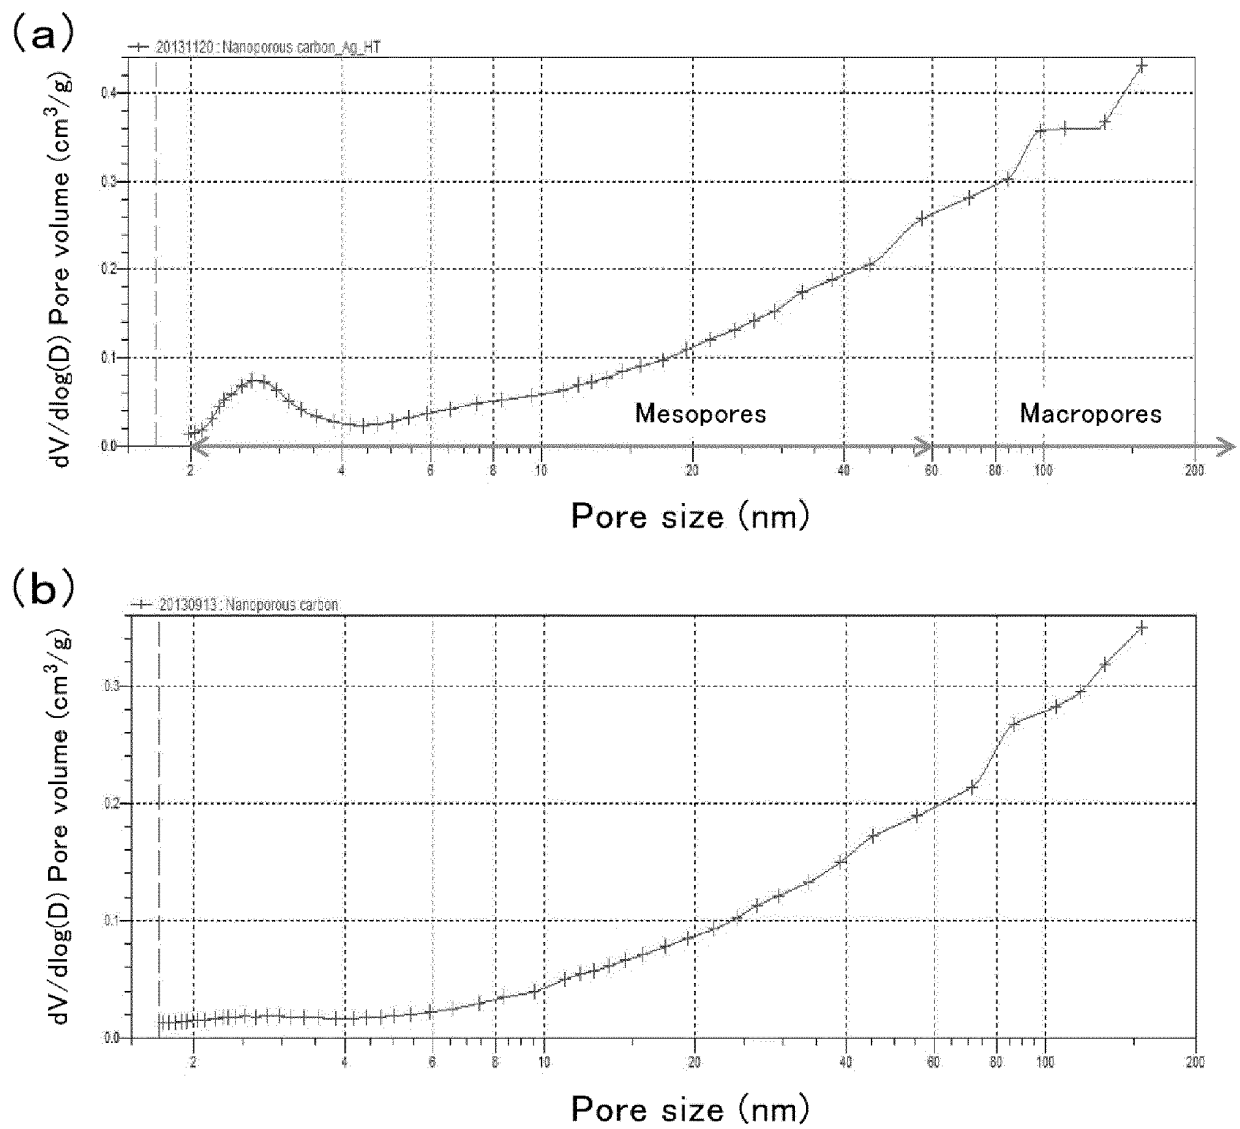 (a)
20131120 : Nanoporous carbon_Ag_HT
dV/dlog(D) Pore volume (cm³/g)
0.4
0.3
0.2
0.1
0.0
Mesopores
Macropores
2 4 6 8 10 20 40 60 80 100 200
Pore size (nm)
(b)
20130913 : Nanoporous carbon
dV/dlog(D) Pore volume (cm³/g)
0.3
0.2
0.1
0.0
2 4 6 8 10 20 40 60 80 100 200
Pore size (nm)